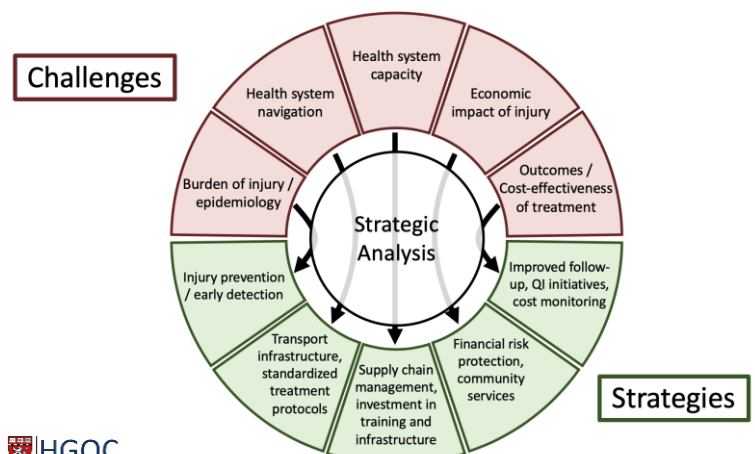 Challenges
Health system
capacity
Health system
navigation
Economic
impact of injury
Burden of injury /
epidemiology
Outcomes /
Cost-effectiveness
of treatment
Strategic
Analysis
Injury prevention
/ early detection
Improved follow-
up, QI initiatives,
cost monitoring
Transport
infrastructure,
standardized
treatment
protocols
Supply chain
management,
investment in
training and
infrastructure
Financial risk
protection,
community
services
Strategies
HGOC